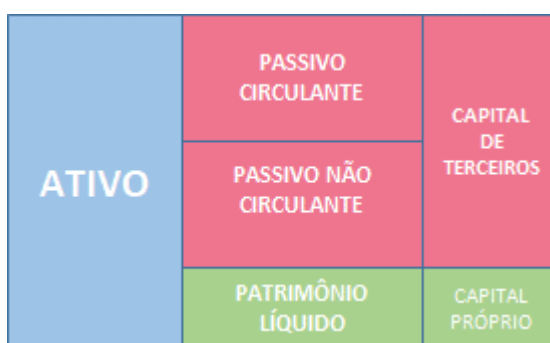 ATIVO
PASSIVO
CIRCULANTE
PASSIVO NÃO
CIRCULANTE
CAPITAL
DE
TERCEIROS
PATRIMÔNIO
LÍQUIDO
CAPITAL
PRÓPRIO